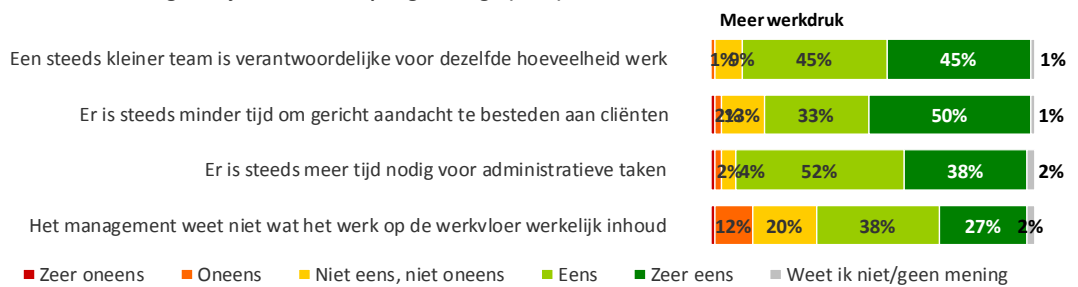 Meer werkdruk
Een steeds kleiner team is verantwoordelijke voor dezelfde hoeveelheid werk 1% 9% 45% 45% 1%
Er is steeds minder tijd om gericht aandacht te besteden aan cliënten 2% 13% 33% 50% 1%
Er is steeds meer tijd nodig voor administratieve taken 2% 4% 52% 38% 2%
Het management weet niet wat het werk op de werkvloer werkelijk inhoud 12% 20% 38% 27% 2%
Zeer oneens Oneens Niet eens, niet oneens Eens Zeer eens Weet ik niet/geen mening